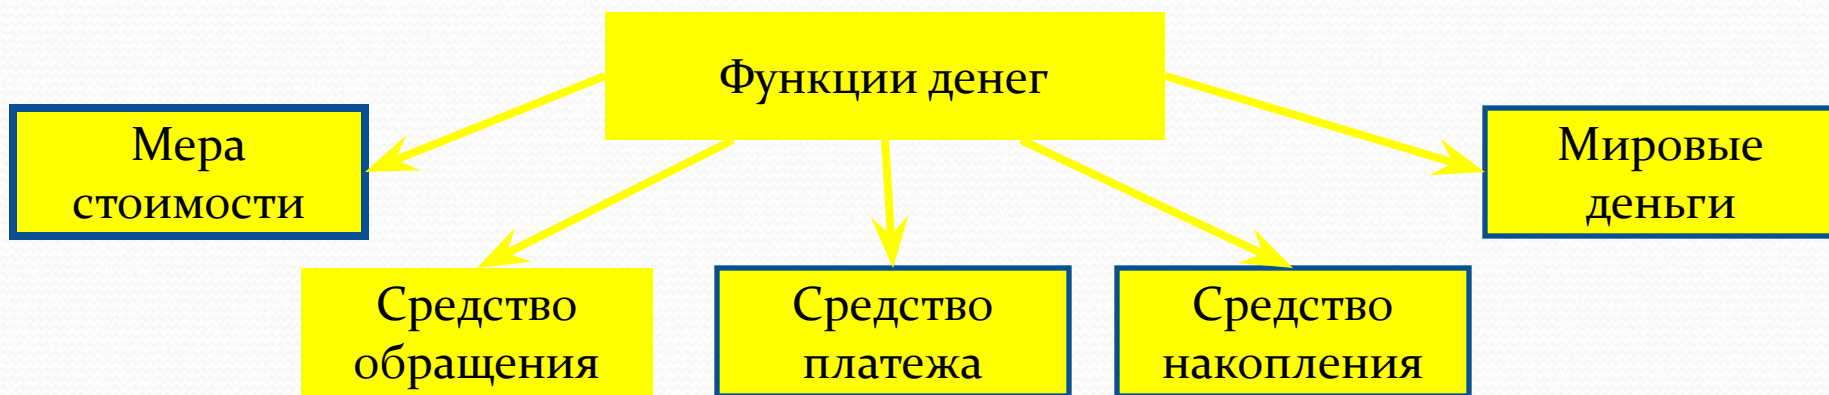 Функции денег
Мера
стоимости
Мировые
деньги
Средство
обращения
Средство
платежа
Средство
накопления